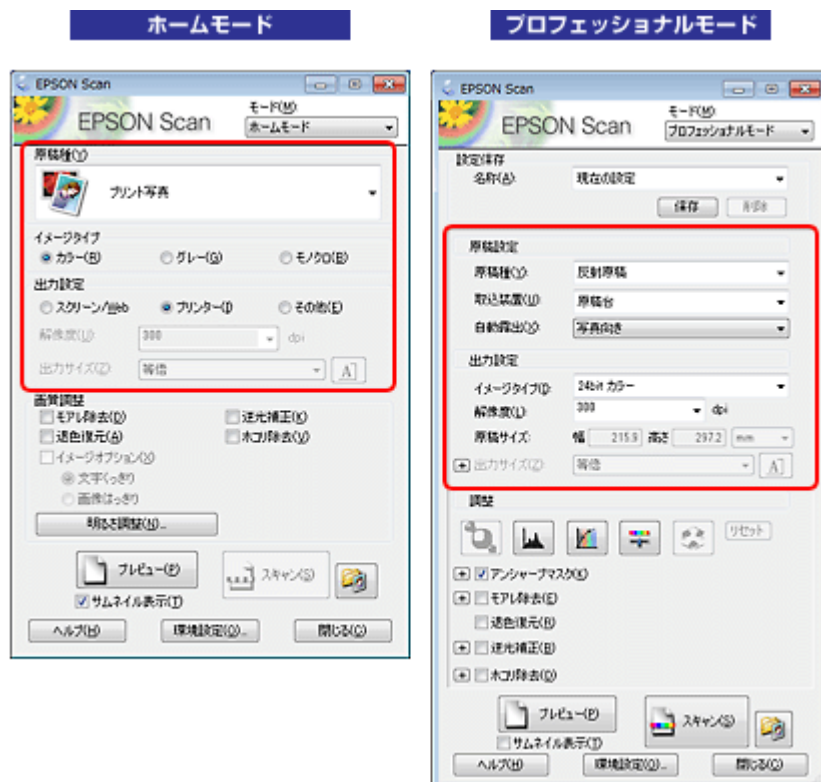 ホームモード
EPSON Scan
EPSON Scan
モード(M)
ホームモード
原稿種(Y)
プリント写真
イメージタイプ
カラー(R)
グレー(G)
モノクロ(B)
出力設定
スクリーン/Web
プリンター(I)
その他(E)
解像度(U)
300
dpi
出力サイズ(Z)
等倍
A
画質調整
モアレ除去(D)
逆光補正(K)
退色復元(A)
ホコリ除去(V)
イメージオプション(X)
文字くっきり
画像はっきり
明るさ調整(N)...
プレビュー(P)
スキャン(S)
サムネイル表示(T)
ヘルプ(H)
環境設定(O)...
閉じる(C)
プロフェッショナルモード
EPSON Scan
EPSON Scan
モード(M)
プロフェッショナルモード
設定保存
名称(A):
現在の設定
保存
削除
原稿設定
原稿種(Y):
反射原稿
取込装置(U):
原稿台
自動露出(X):
写真向き
出力設定
イメージタイプ(I):
24bit カラー
解像度(L):
300
dpi
原稿サイズ:
幅
215.9
高さ
297.2
mm
出力サイズ(Z):
等倍
A
調整
リセット
アンシャープマスク(K)
モアレ除去(E)
退色復元(R)
逆光補正(B)
ホコリ除去(D)
プレビュー(P)
スキャン(S)
サムネイル表示(T)
ヘルプ(H)
環境設定(O)...
閉じる(C)